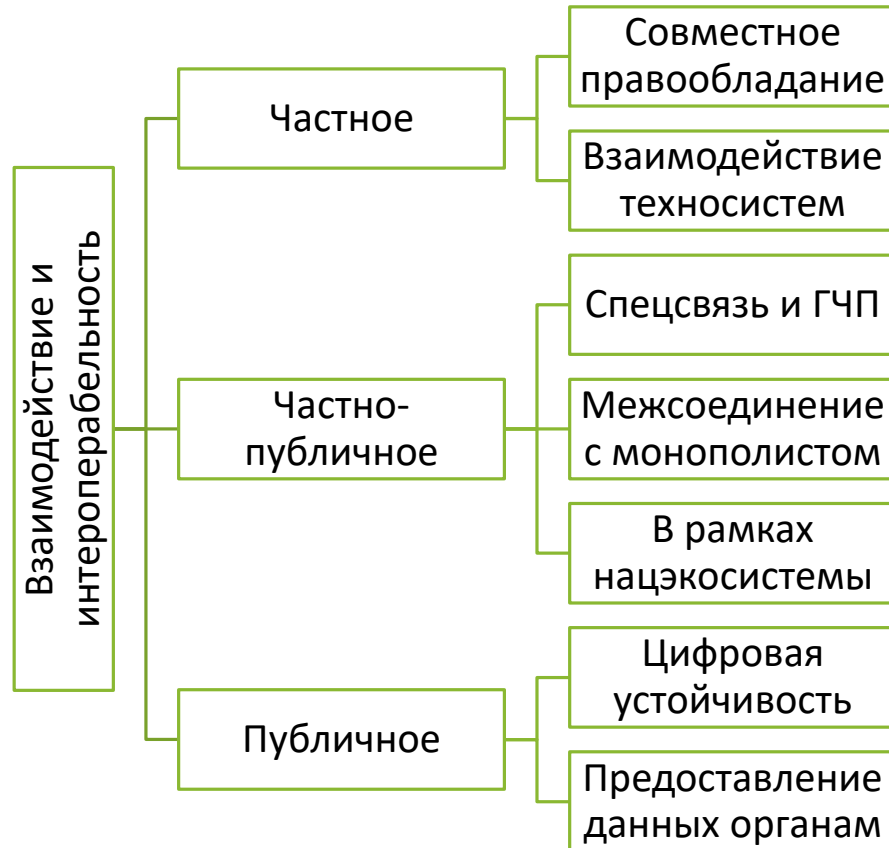 Взаимодействие и
интероперабельность
Частное
Совместное
правообладание
Взаимодействие
техносистем
Частно-
публичное
Спецсвязь и ГЧП
Межсоединение
с монополистом
В рамках
нацэкосистемы
Публичное
Цифровая
устойчивость
Предоставление
данных органам